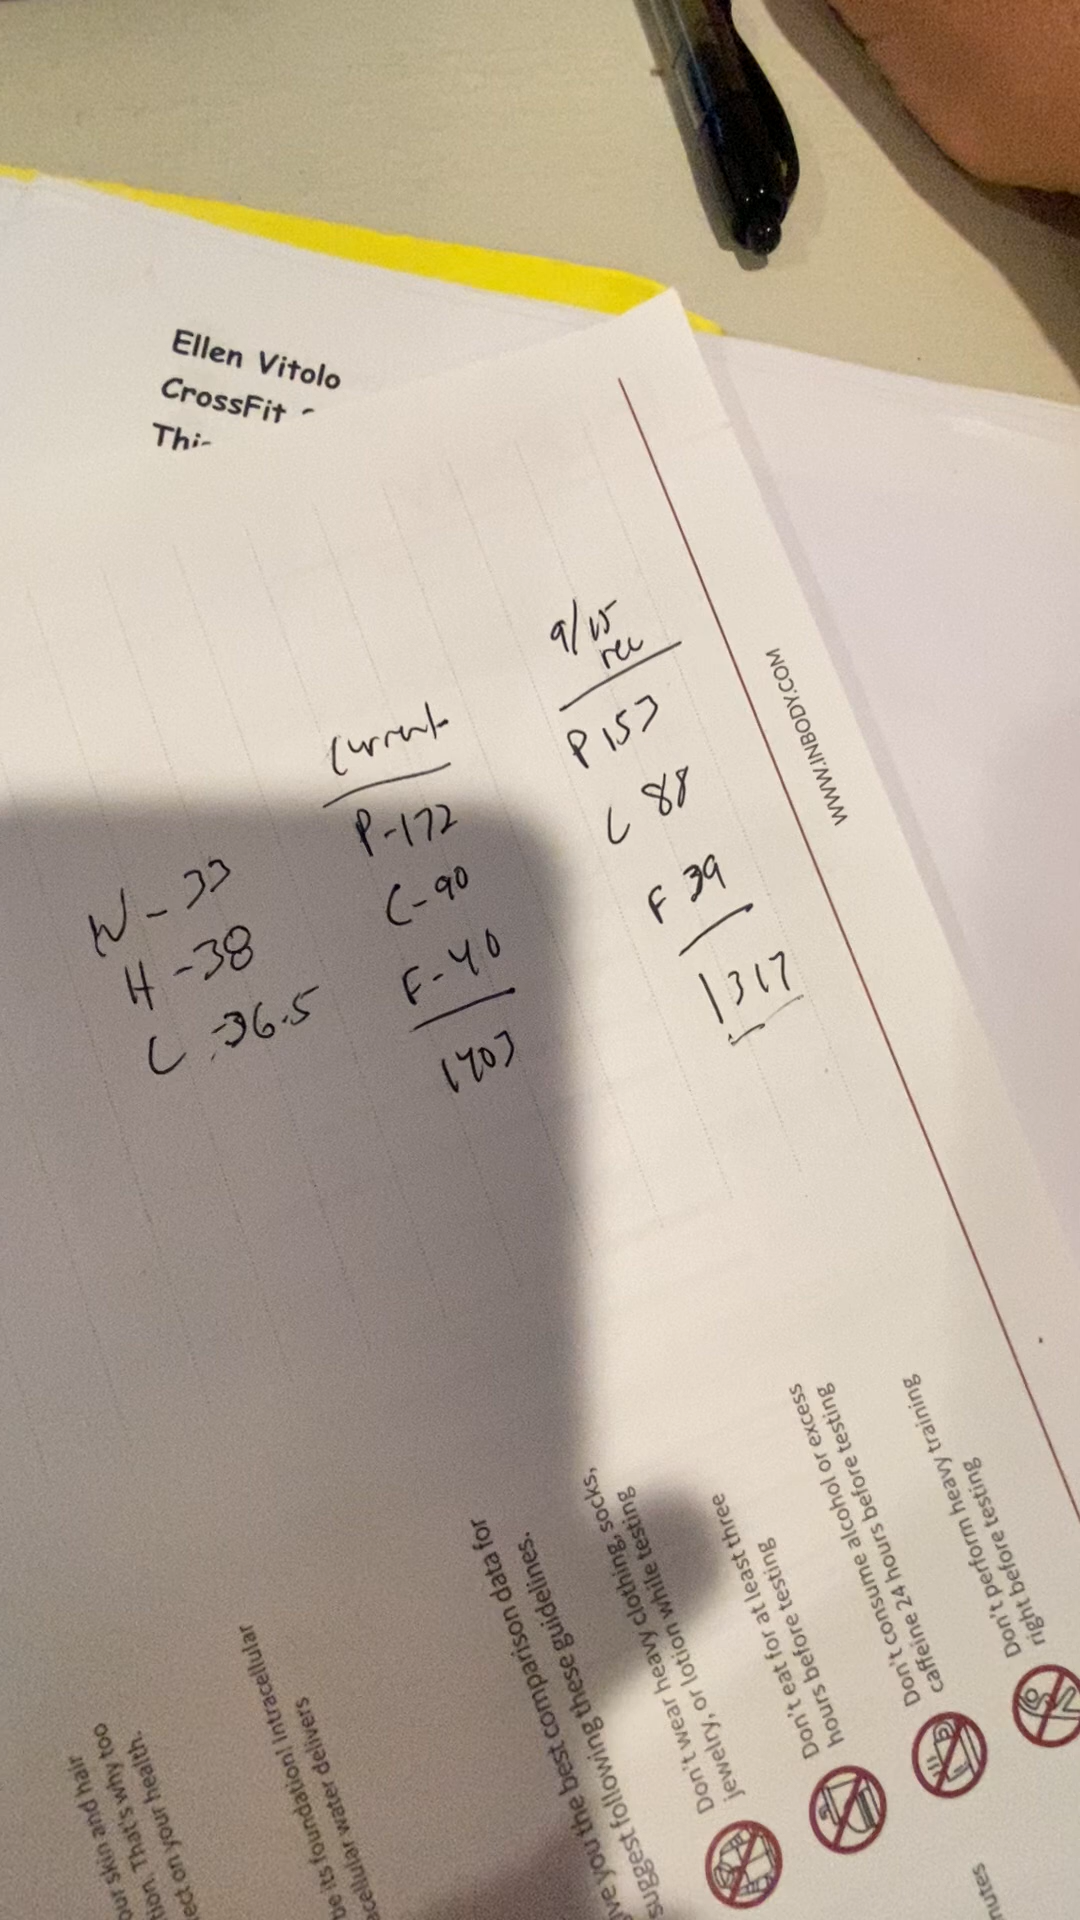 Ellen Vitolo
CrossFit
W - 33
H - 38
C - 36.5
Current
P - 172
C - 90
F - 40
1403
9/15
rec
P 153
C 88
F 39
1317
WWW.INBODY.COM
our skin and hair
tion. That's why too
ect on your health.
be its foundation! Intracellular
acellular water delivers
ive you the best comparison data for
suggest following these guidelines.
Don't wear heavy clothing, socks,
jewelry, or lotion while testing
Don't eat for at least three
hours before testing
Don't consume alcohol or excess
caffeine 24 hours before testing
Don't perform heavy training
right before testing
nutes